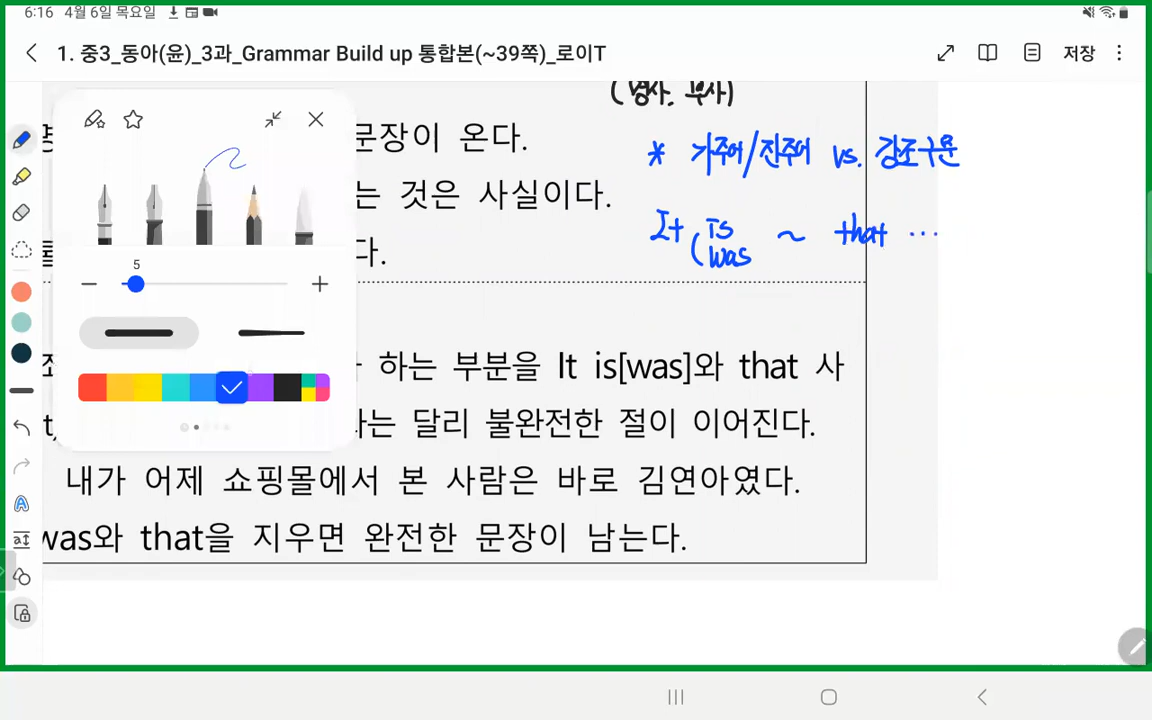 6:16 4월 6일 목요일
1. 중3_동아(윤)_3과_Grammar Build up 통합본(~39쪽)_로이T
저장
(명사, 부사)
문장이 온다.
* 가주어/진주어 vs. 강조구문
는 것은 사실이다.
It (is was ~ that ...
다.
5
하는 부분을 It is[was]와 that 사
는 달리 불완전한 절이 이어진다.
내가 어제 쇼핑몰에서 본 사람은 바로 김연아였다.
was와 that을 지우면 완전한 문장이 남는다.